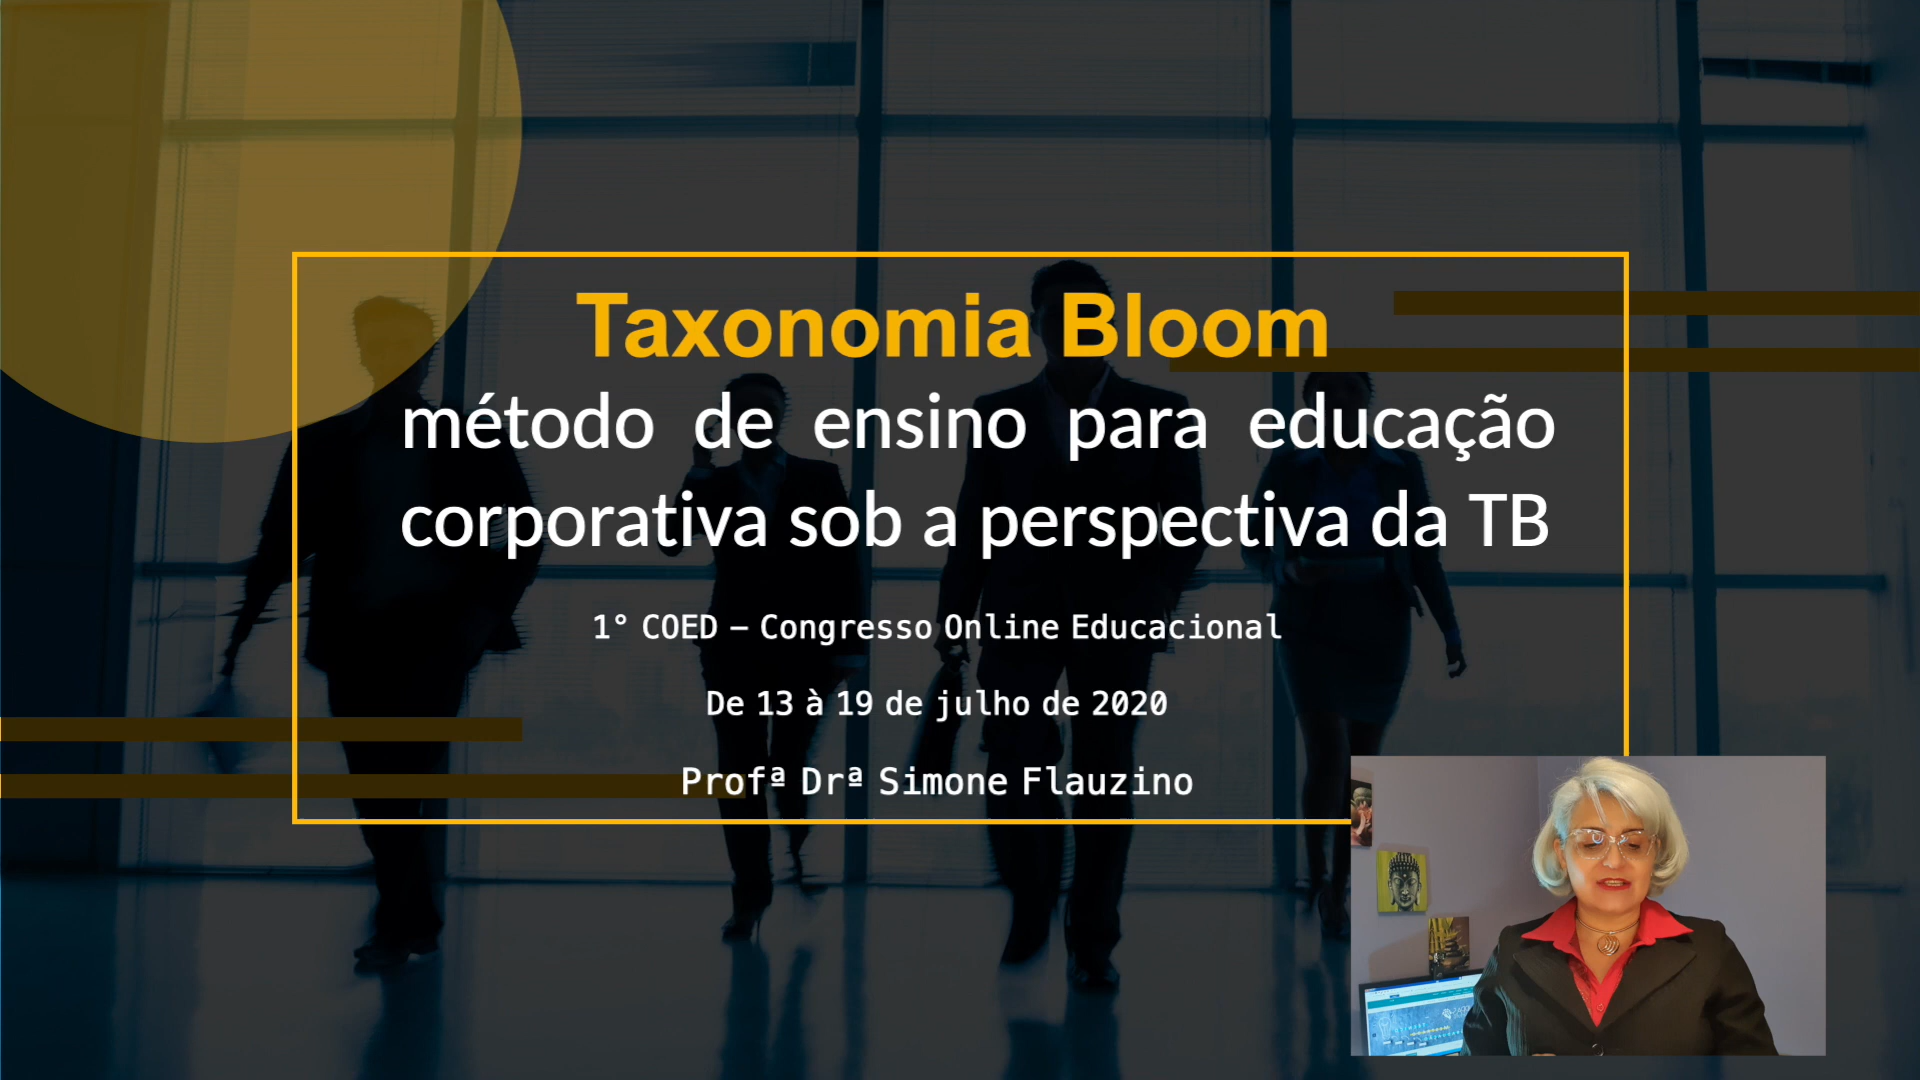 Taxonomia Bloom
método de ensino para educação
corporativa sob a perspectiva da TB
1° COED – Congresso Online Educacional
De 13 à 19 de julho de 2020
Profª Drª Simone Flauzino